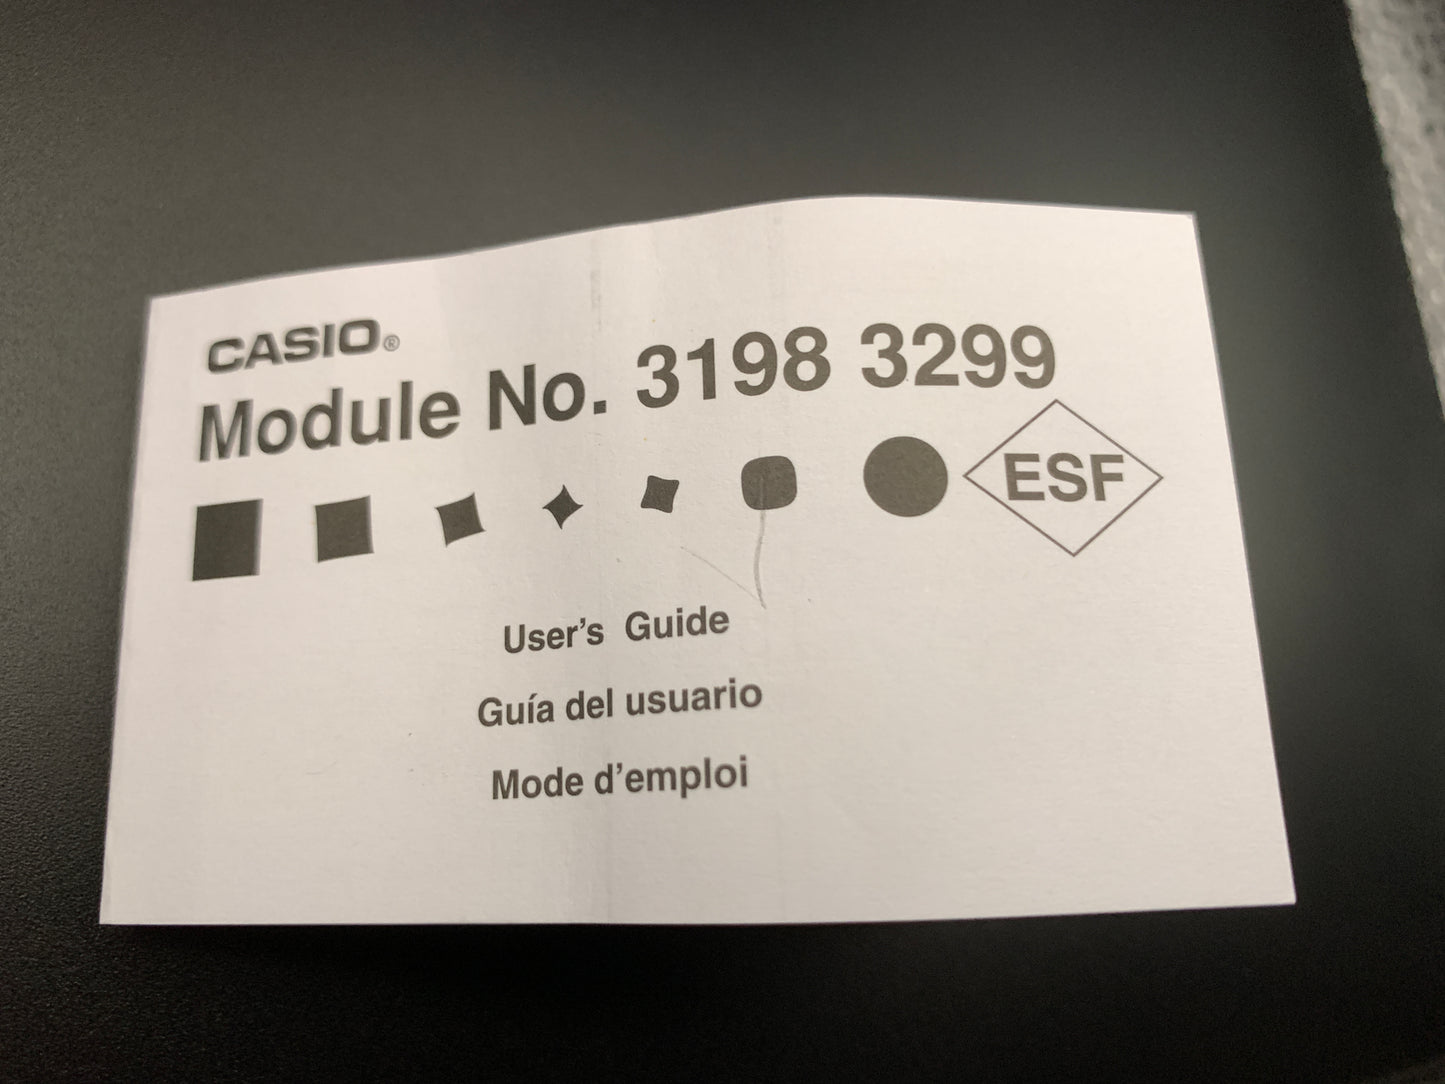 CASIO®
Module No. 3198 3299
ESF
User's Guide
Guía del usuario
Mode d'emploi